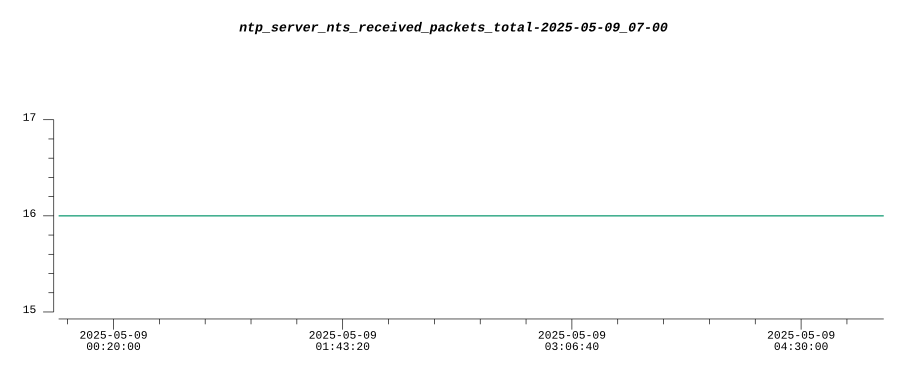 ntp_server_nts_received_packets_total-2025-05-09_07-00
17
16
15
2025-05-09 2025-05-09 2025-05-09 2025-05-09
00:20:00 01:43:20 03:06:40 04:30:00